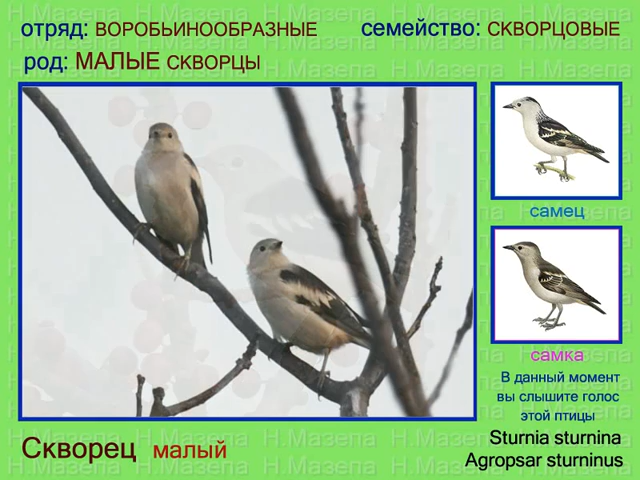 отряд: ВОРОБЬИНООБРАЗНЫЕ семейство: СКВОРЦОВЫЕ
род: МАЛЫЕ СКВОРЦЫ
самец
самка
В данный момент
вы слышите голос
этой птицы
Скворец малый
Sturnia sturnina
Agropsar sturninus
Н.Мазепа